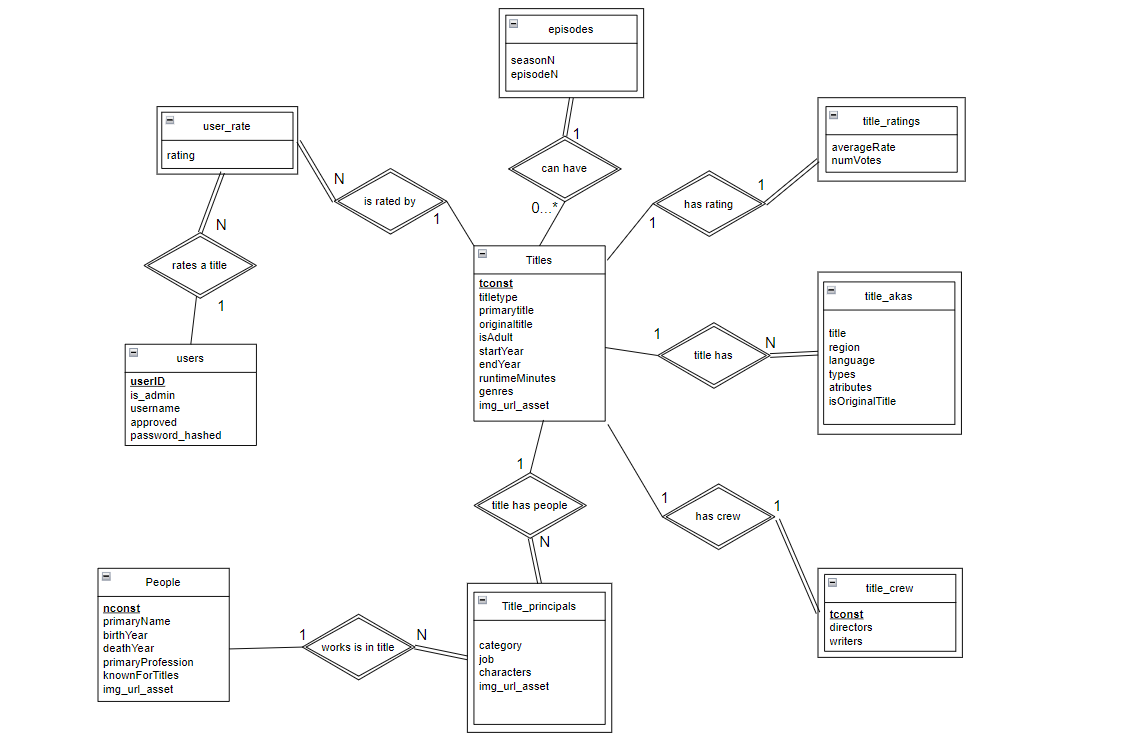 episodes
seasonN
episodeN
1
can have
0...*
user_rate
rating
N
is rated by
1
N
rates a title
1
users
userID
is_admin
username
approved
password_hashed
title_ratings
averageRate
numVotes
1
has rating
1
Titles
tconst
titletype
primarytitle
originaltitle
isAdult
startYear
endYear
runtimeMinutes
genres
img_url_asset
1
title has
N
title_akas
title
region
language
types
atributes
isOriginalTitle
1
title has people
N
1
has crew
1
title_crew
tconst
directors
writers
People
nconst
primaryName
birthYear
deathYear
primaryProfession
knownForTitles
img_url_asset
1
works is in title
N
Title_principals
category
job
characters
img_url_asset